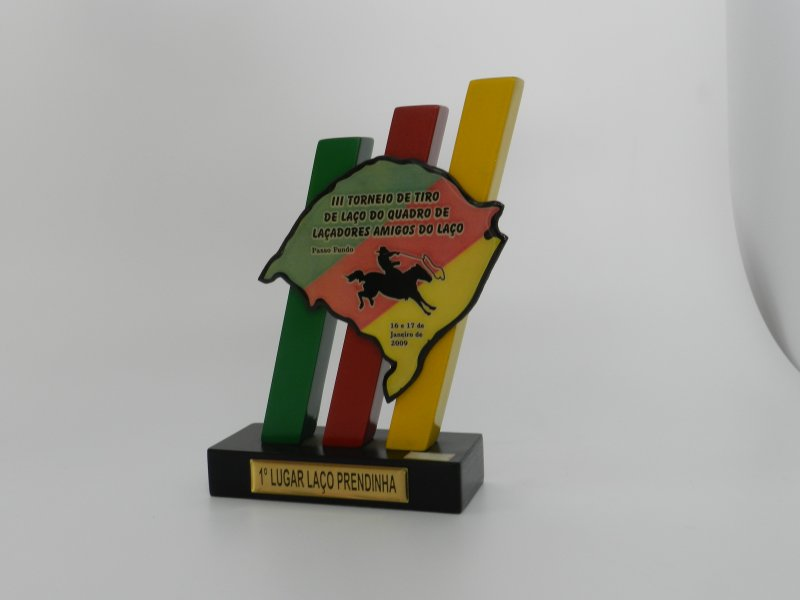 III TORNEIO DE TIRO
DE LAÇO DO QUADRO DE
LAÇADORES AMIGOS DO LAÇO
Passo Fundo
16 e 17 de
Janeiro de
2009
1º LUGAR LAÇO PRENDINHA